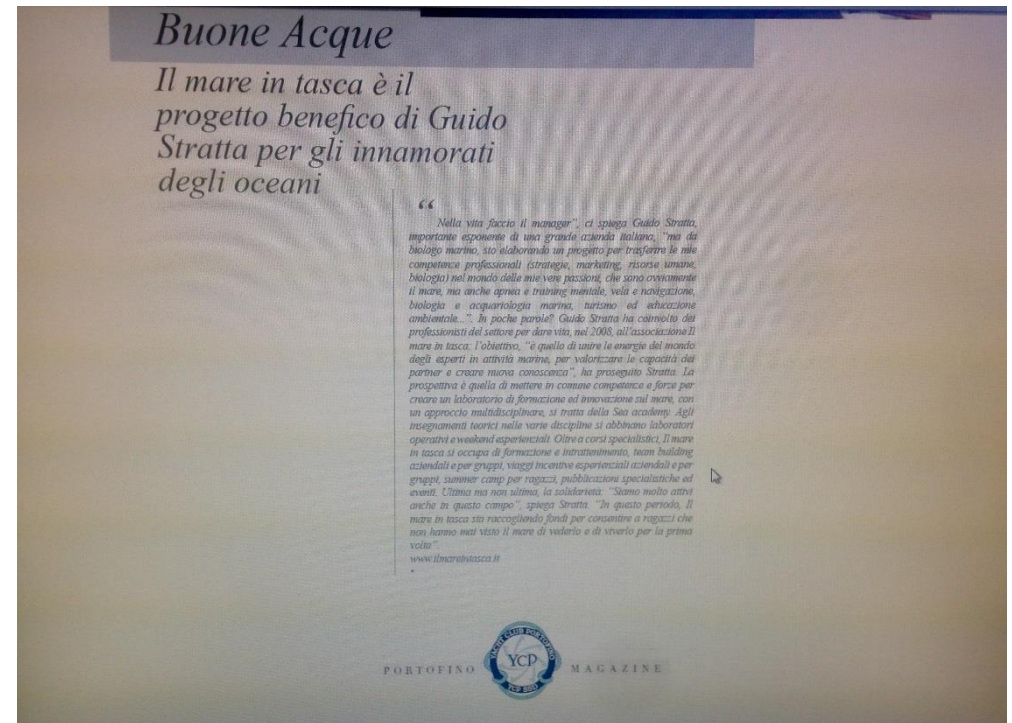 Buone Acque
Il mare in tasca è il
progetto benefico di Guido
Stratta per gli innamorati
degli oceani
“
Nella vita faccio il manager”, ci spiega Guido Stratta,
importante esponente di una grande azienda italiana, “ma da
biologo marino, sto elaborando un progetto per trasferire le mie
competenze professionali (strategie, marketing, risorse umane,
biologia) nel mondo delle mie vere passioni, che sono ovviamente
il mare, ma anche apnea e training mentale, vela e navigazione,
biologia e acquariologia marina, turismo ed educazione
ambientale...”. In poche parole? Guido Stratta ha coinvolto dei
professionisti del settore per dare vita, nel 2008, all’associazione Il
mare in tasca: l’obiettivo, “è quello di unire le energie del mondo
degli esperti in attività marine, per valorizzare le capacità dei
partner e creare nuova conoscenza”, ha proseguito Stratta. La
prospettiva è quella di mettere in comune competenze e forze per
creare un laboratorio di formazione ed innovazione sul mare, con
un approccio multidisciplinare, si tratta della Sea academy. Agli
insegnamenti teorici nelle varie discipline si abbinano laboratori
operativi e weekend esperienziali. Oltre a corsi specialistici, Il mare
in tasca si occupa di formazione e intrattenimento, team building
aziendali e per gruppi, viaggi incentive esperienziali aziendali e per
gruppi, summer camp per ragazzi, pubblicazioni specialistiche ed
eventi. Ultima ma non ultima, la solidarietà: “Siamo molto attivi
anche in questo campo”, spiega Stratta. “In questo periodo, Il
mare in tasca sta raccogliendo fondi per consentire a ragazzi che
non hanno mai visto il mare di vederlo e di viverlo per la prima
volta”.
www.ilmareintasca.it
PORTOFINO
YACHT CLUB PORTOFINO
YCP
MAGAZINE